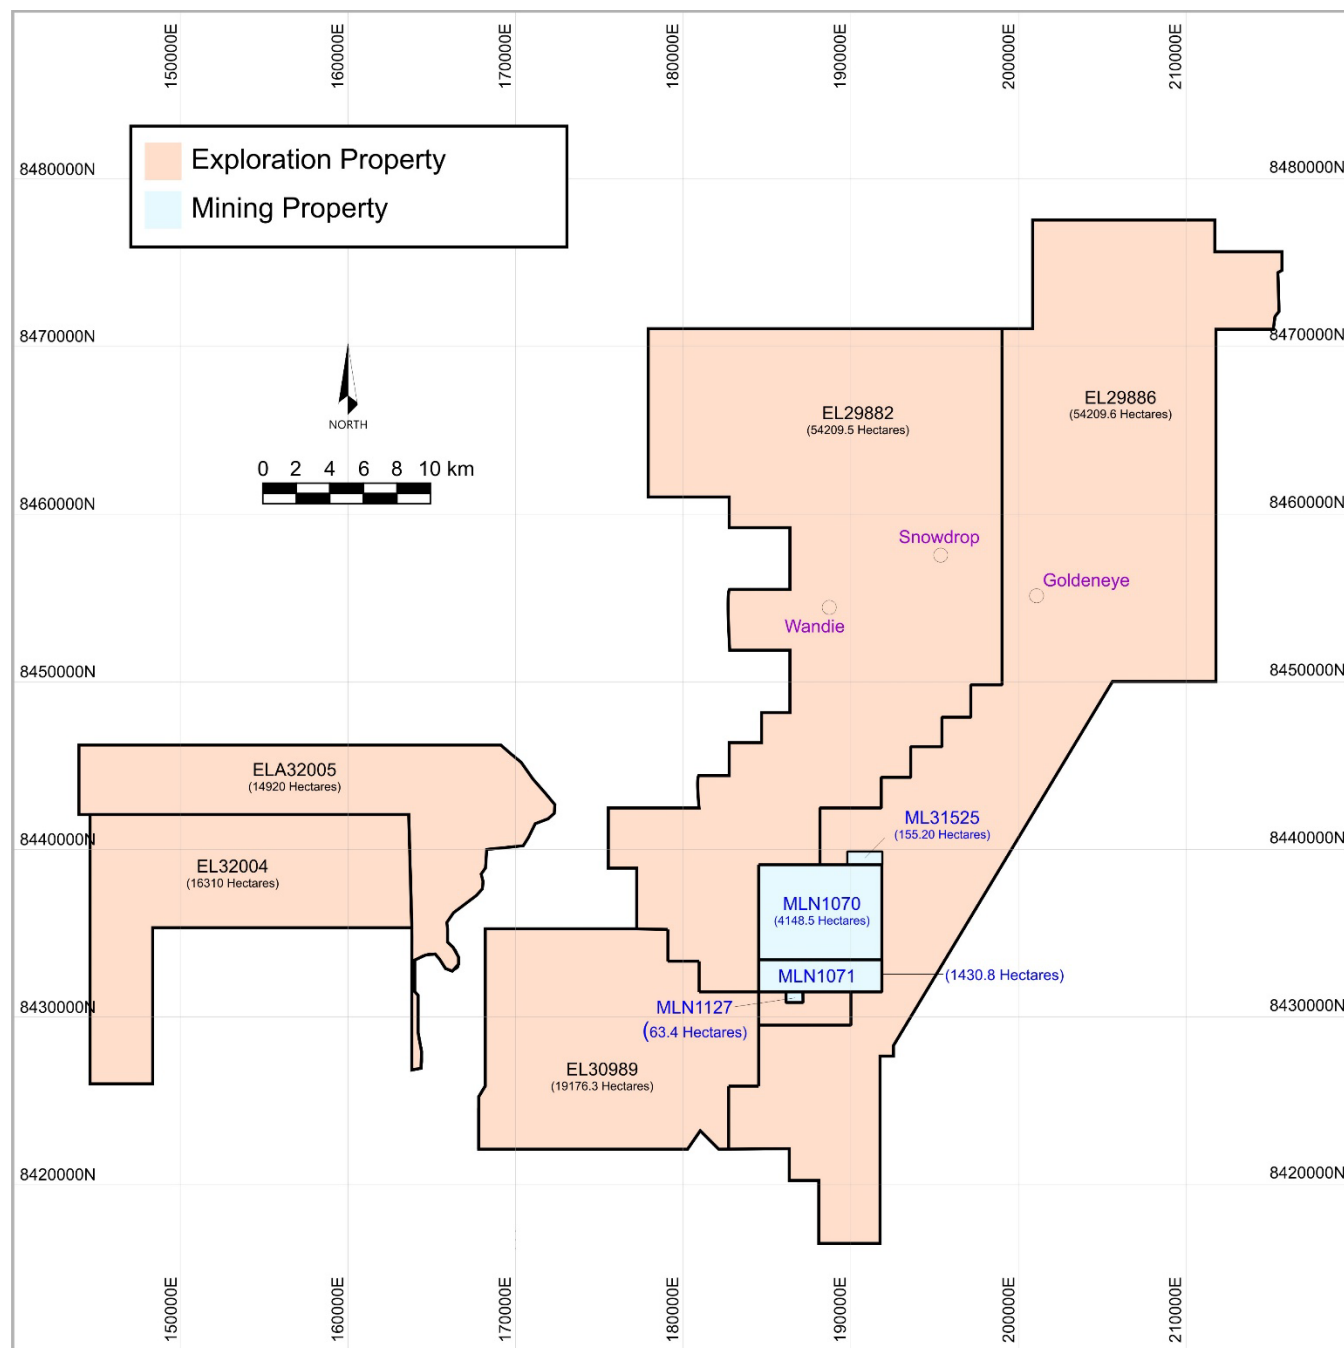 150000E
160000E
170000E
180000E
190000E
200000E
210000E
Exploration Property
Mining Property
8480000N
8480000N
8470000N
8470000N
NORTH
0 2 4 6 8 10 km
EL29882
(54209.5 Hectares)
EL29886
(54209.6 Hectares)
8460000N
8460000N
Snowdrop
Goldeneye
Wandie
8450000N
8450000N
ELA32005
(14920 Hectares)
ML31525
(155.20 Hectares)
8440000N
8440000N
EL32004
(16310 Hectares)
MLN1070
(4148.5 Hectares)
MLN1071
(1430.8 Hectares)
MLN1127
(63.4 Hectares)
8430000N
8430000N
EL30989
(19176.3 Hectares)
8420000N
8420000N
150000E
160000E
170000E
180000E
190000E
200000E
210000E